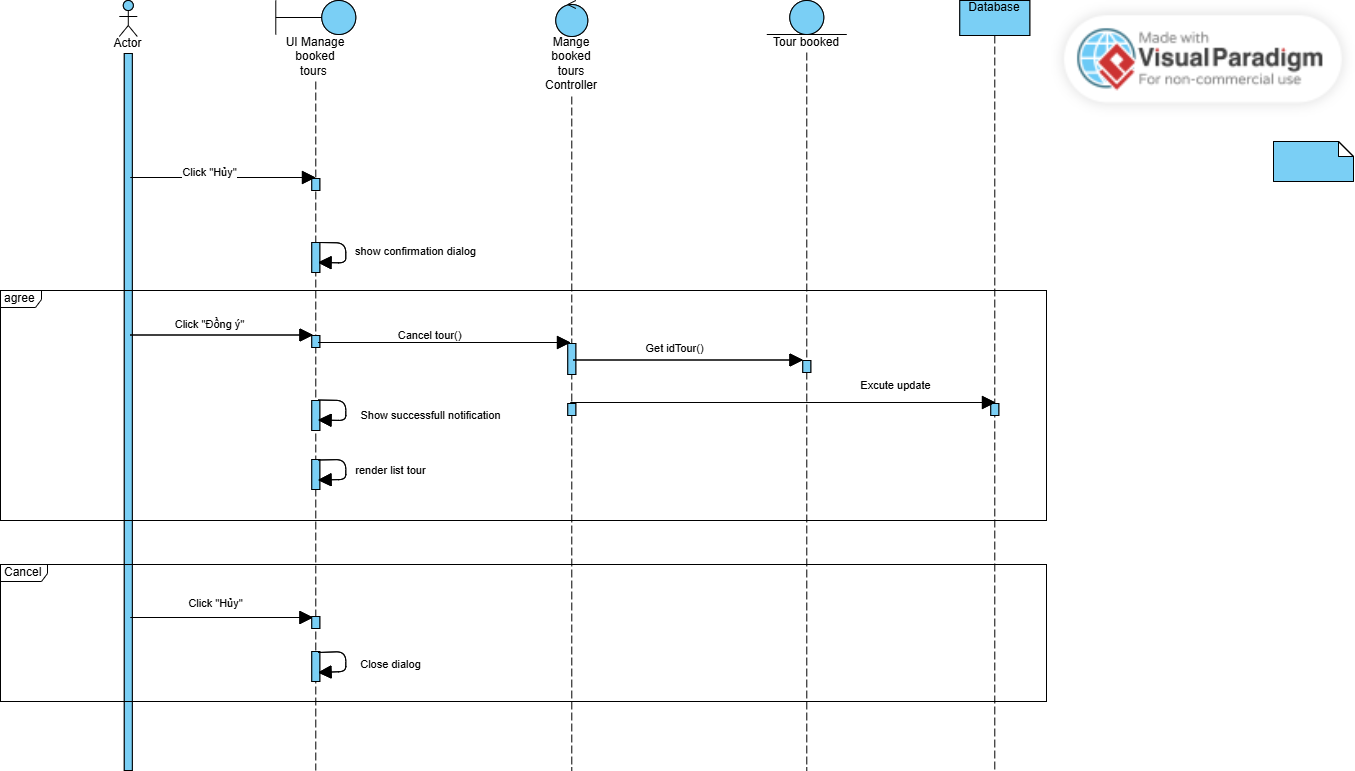 Actor
UI Manage
booked
tours
Mange
booked
tours
Controller
Tour booked
Database
Made with
Visual Paradigm
For non-commercial use
Click "Hủy"
show confirmation dialog
agree
Click "Đồng ý"
Cancel tour()
Get idTour()
Excute update
Show successfull notification
render list tour
Cancel
Click "Hủy"
Close dialog